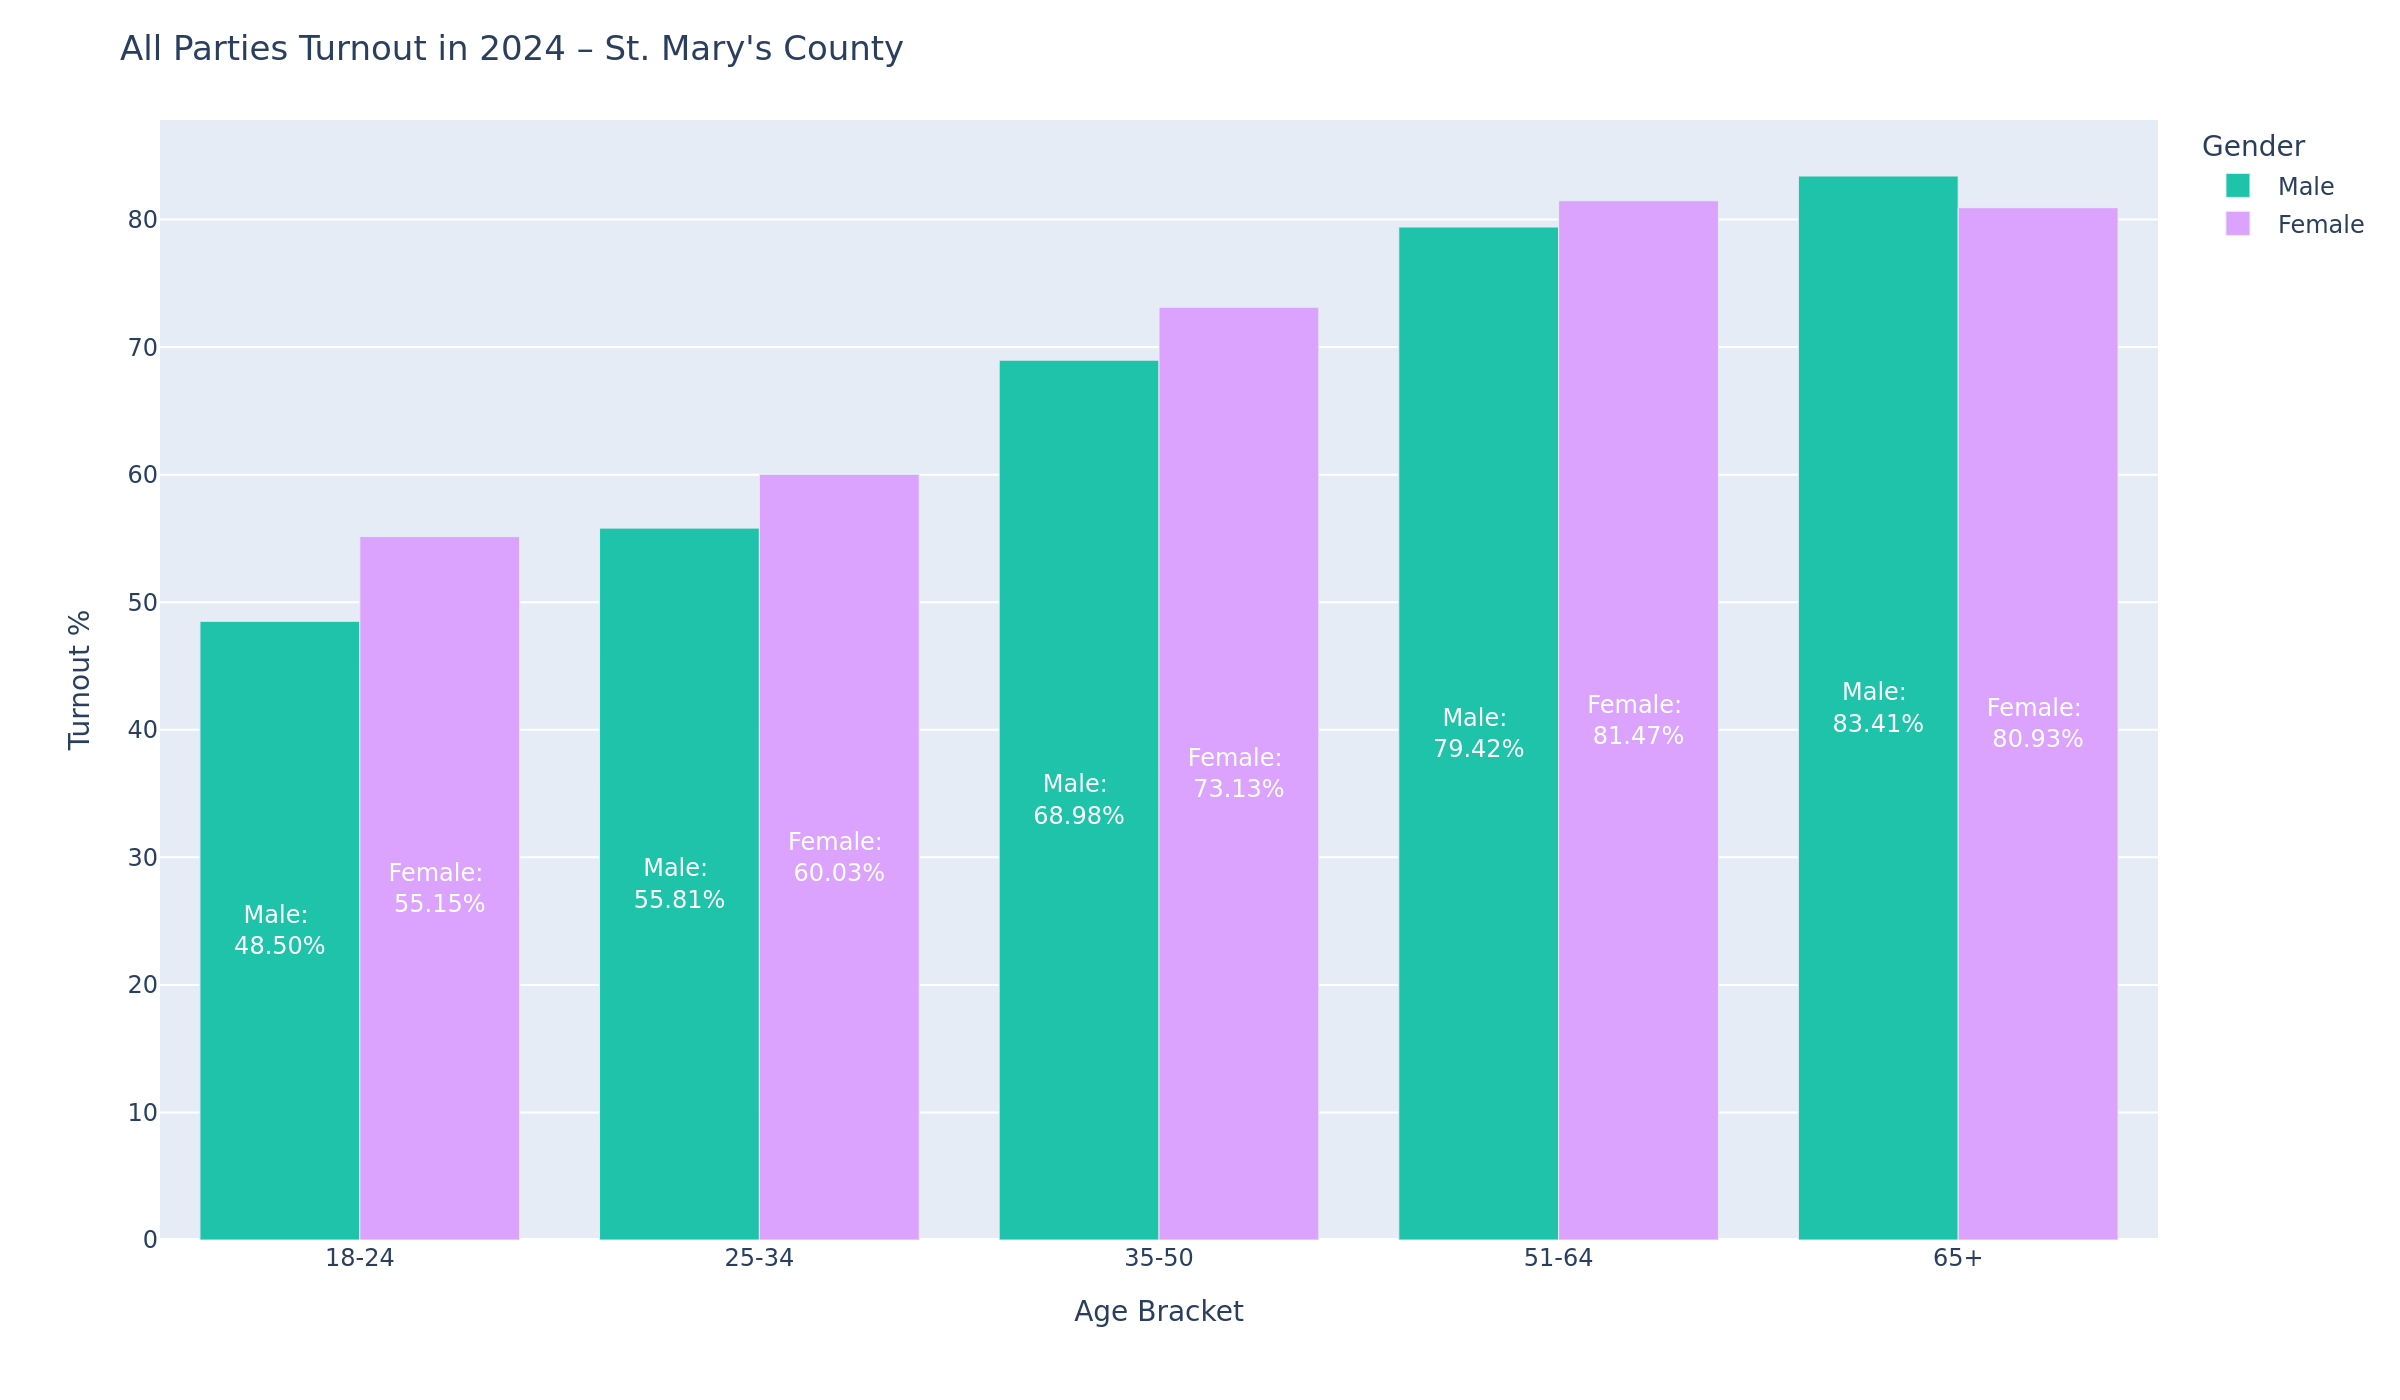 All Parties Turnout in 2024 – St. Mary's County
Gender
Male
Female
Turnout %
80
70
60
50
40
30
20
10
0
Male:
48.50%
Female:
55.15%
Male:
55.81%
Female:
60.03%
Male:
68.98%
Female:
73.13%
Male:
79.42%
Female:
81.47%
Male:
83.41%
Female:
80.93%
18-24
25-34
35-50
51-64
65+
Age Bracket